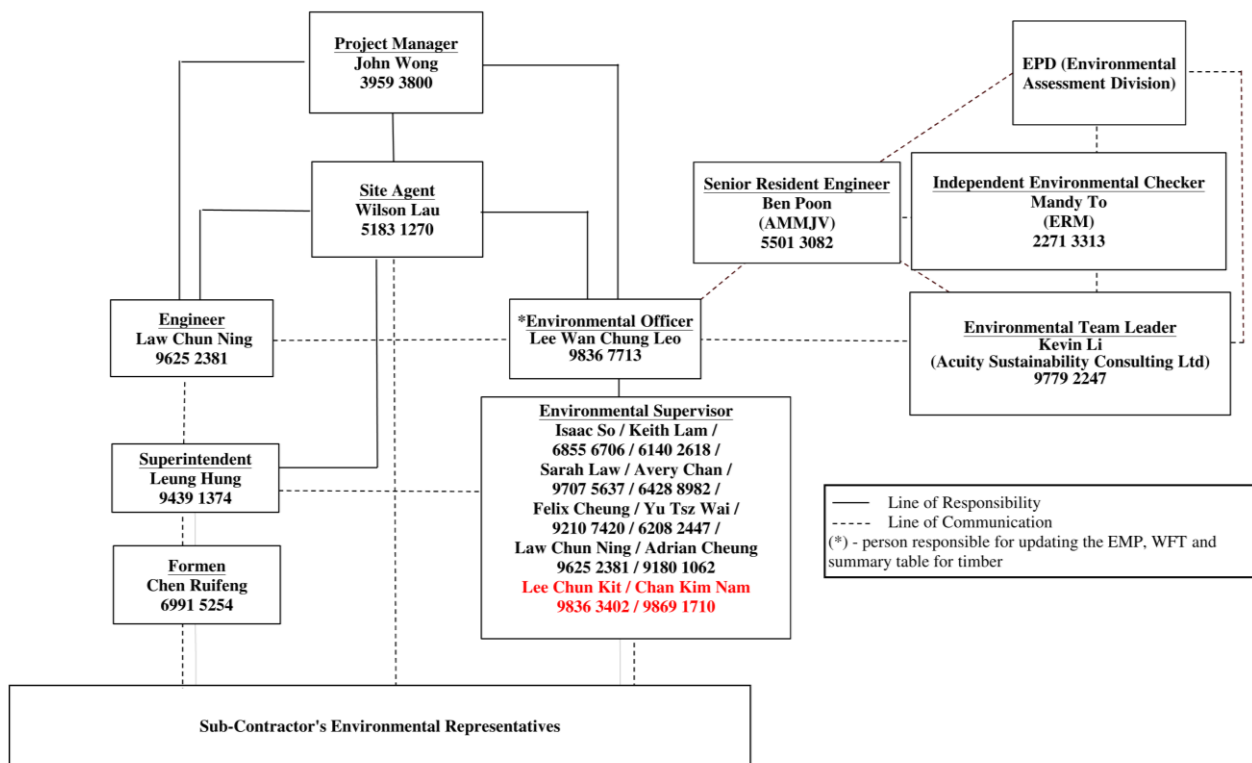 Project Manager
John Wong
3959 3800
EPD (Environmental
Assessment Division)
Site Agent
Wilson Lau
5183 1270
Senior Resident Engineer
Ben Poon
(AMMJV)
5501 3082
Independent Environmental Checker
Mandy To
(ERM)
2271 3313
Engineer
Law Chun Ning
9625 2381
*Environmental Officer
Lee Wan Chung Leo
9836 7713
Environmental Team Leader
Kevin Li
(Acuity Sustainability Consulting Ltd)
9779 2247
Environmental Supervisor
Isaac So / Keith Lam /
6855 6706 / 6140 2618 /
Sarah Law / Avery Chan /
9707 5637 / 6428 8982 /
Felix Cheung / Yu Tsz Wai /
9210 7420 / 6208 2447 /
Law Chun Ning / Adrian Cheung
9625 2381 / 9180 1062
Lee Chun Kit / Chan Kim Nam
9836 3402 / 9869 1710
Superintendent
Leung Hung
9439 1374
Formen
Chen Ruifeng
6991 5254
Line of Responsibility
Line of Communication
(*) - person responsible for updating the EMP, WFT and
summary table for timber
Sub-Contractor's Environmental Representatives